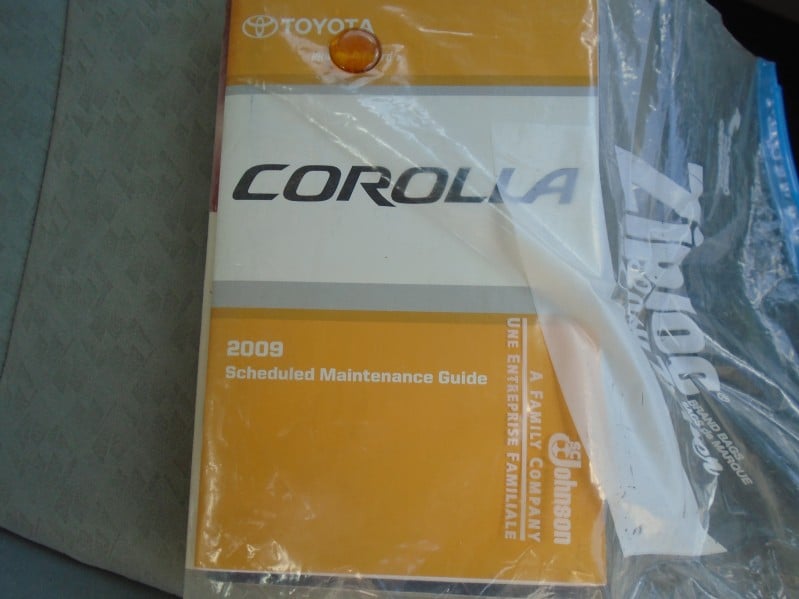 TOYOTA
COROLLA
2009
Scheduled Maintenance Guide
A FAMILY COMPANY
UNE ENTREPRISE FAMILIALE
SC
Johnson
Ziploc®
BRAND BAGS
DE MARQUE